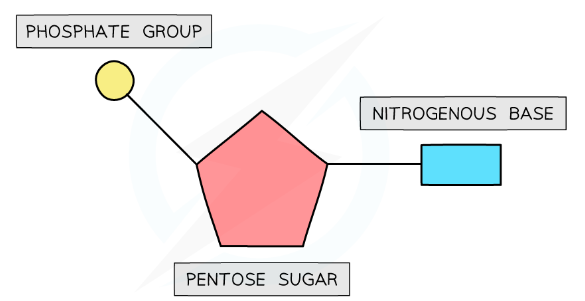 PHOSPHATE GROUP
NITROGENOUS BASE
PENTOSE SUGAR